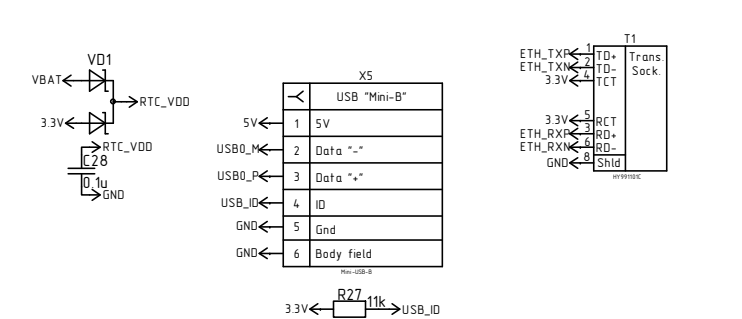 VD1
VBAT
RTC_VDD
3.3V
RTC_VDD
C28
0.1u
GND
X5
USB "Mini-B"
5V 1 5V
USB0_M 2 Data "-"
USB0_P 3 Data "+"
USB_ID 4 ID
GND 5 Gnd
GND 6 Body field
Mini-USB-B
R27
3.3V 11k USB_ID
T1
ETH_TXP 1 TD+ Trans.
ETH_TXN 2 TD- Sock.
3.3V 4 TCT
3.3V 5 RCT
ETH_RXP 3 RD+
ETH_RXN 6 RD-
GND 8 Shld
HY991101C